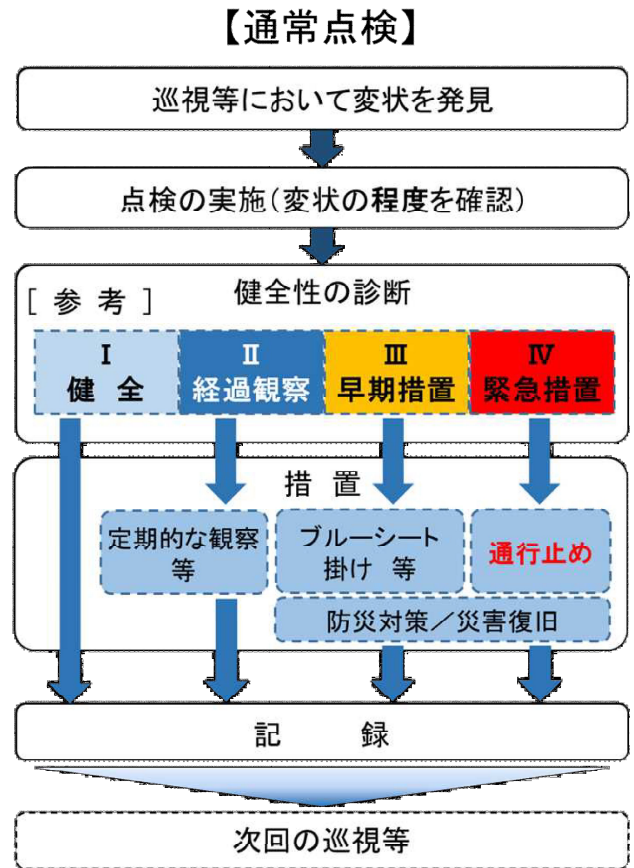 【通常点検】
巡視等において変状を発見
点検の実施(変状の程度を確認)
健全性の診断
[ 参 考 ]
Ⅰ
健 全
Ⅱ
経過観察
Ⅲ
早期措置
Ⅳ
緊急措置
措 置
定期的な観察
等
ブルーシート
掛け 等
通行止め
防災対策／災害復旧
記 録
次回の巡視等